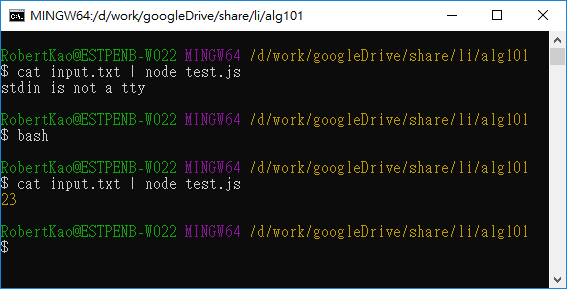 MINGW64:/d/work/googleDrive/share/li/alg101
RobertKao@ESTPENB-W022 MINGW64 /d/work/googleDrive/share/li/alg101
$ cat input.txt | node test.js
stdin is not a tty
RobertKao@ESTPENB-W022 MINGW64 /d/work/googleDrive/share/li/alg101
$ bash
RobertKao@ESTPENB-W022 MINGW64 /d/work/googleDrive/share/li/alg101
$ cat input.txt | node test.js
23
RobertKao@ESTPENB-W022 MINGW64 /d/work/googleDrive/share/li/alg101
$